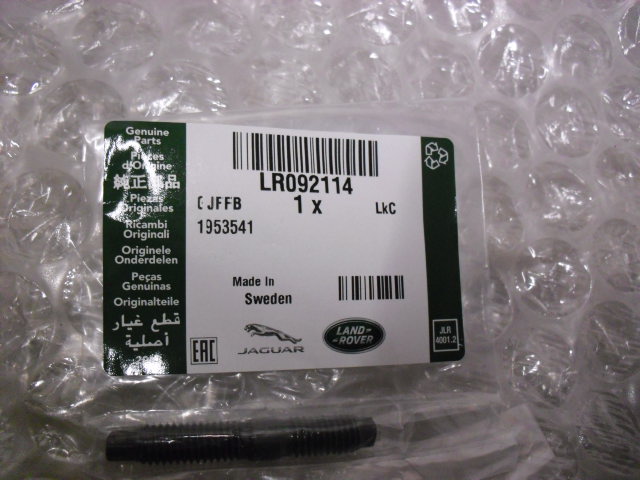 Genuine
Parts
Pièces
d'Origine
純正部品
Piezas
Originales
Ricambi
Originali
Originele
Onderdelen
Peças
Genuinas
Originalteile
قطع غيار
أصلية
LR092114
JFFB
1 x
LkC
1953541
Made In
Sweden
EAC
JAGUAR
LAND-
ROVER
JLR
4001.2